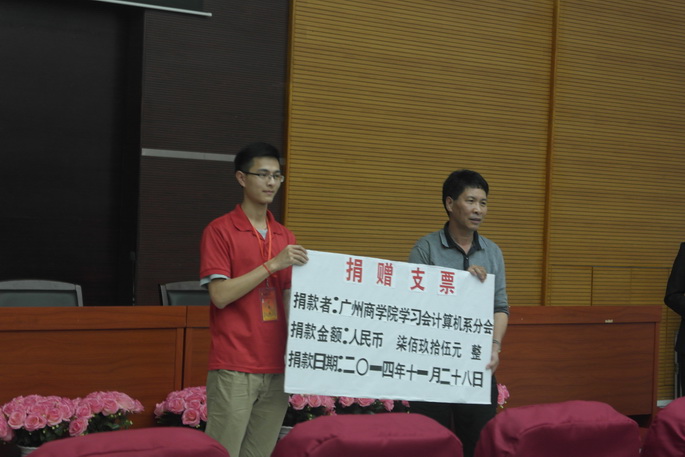 捐赠支票
捐款者:广州商学院学习会计算机系分会
捐款金额:人民币 柒佰玖拾伍元 整
捐款日期:二〇一四年十一月二十八日